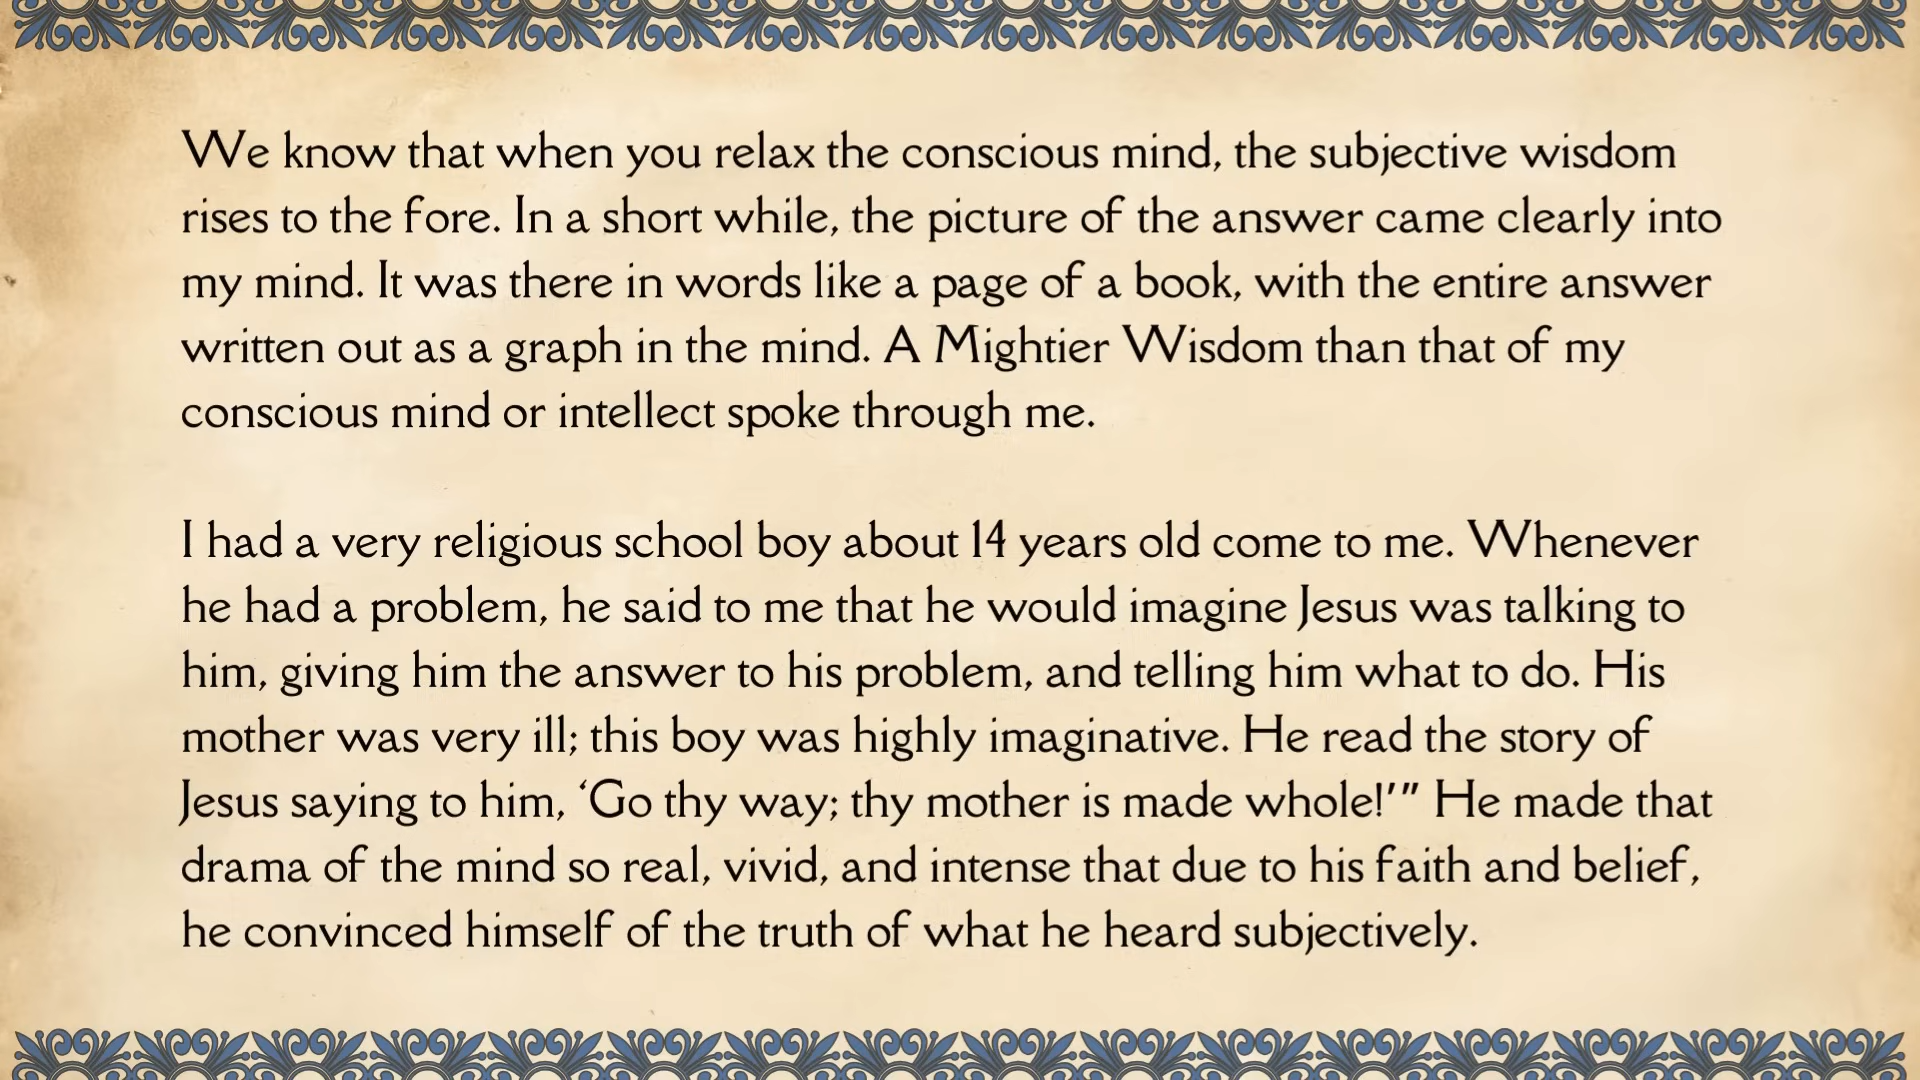 We know that when you relax the conscious mind, the subjective wisdom
rises to the fore. In a short while, the picture of the answer came clearly into
my mind. It was there in words like a page of a book, with the entire answer
written out as a graph in the mind. A Mightier Wisdom than that of my
conscious mind or intellect spoke through me.
I had a very religious school boy about 14 years old come to me. Whenever
he had a problem, he said to me that he would imagine Jesus was talking to
him, giving him the answer to his problem, and telling him what to do. His
mother was very ill; this boy was highly imaginative. He read the story of
Jesus saying to him, ‘Go thy way; thy mother is made whole!’” He made that
drama of the mind so real, vivid, and intense that due to his faith and belief,
he convinced himself of the truth of what he heard subjectively.